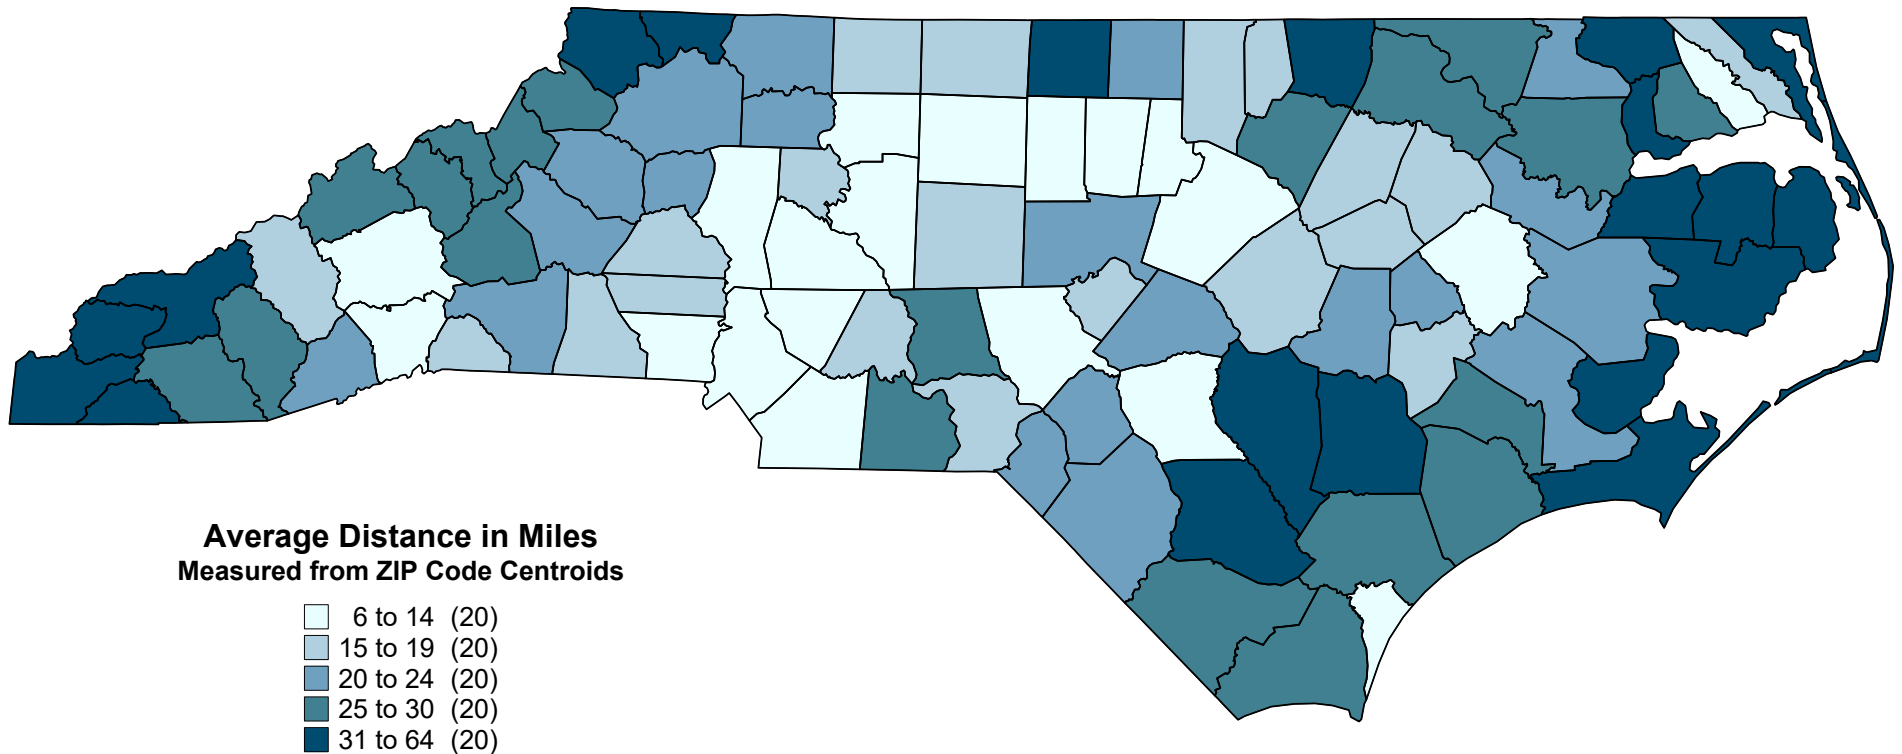 Average Distance in Miles
Measured from ZIP Code Centroids
6 to 14 (20)
15 to 19 (20)
20 to 24 (20)
25 to 30 (20)
31 to 64 (20)